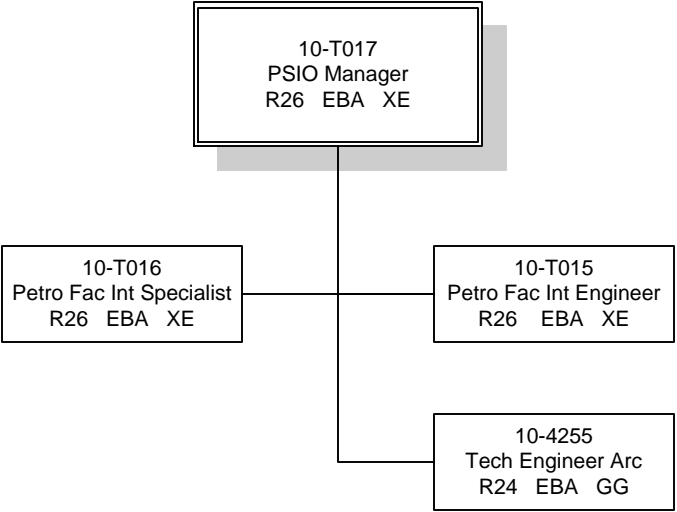 10-T017
PSIO Manager
R26 EBA XE
10-T016
Petro Fac Int Specialist
R26 EBA XE
10-T015
Petro Fac Int Engineer
R26 EBA XE
10-4255
Tech Engineer Arc
R24 EBA GG